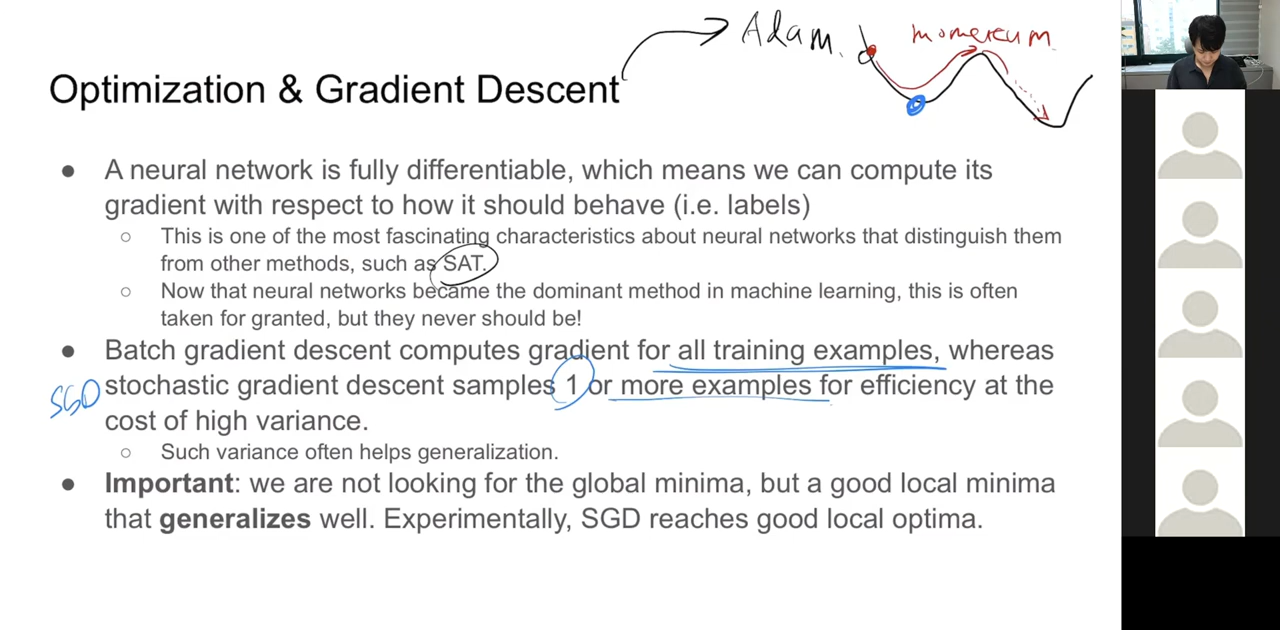 Adam.
momereum
Optimization & Gradient Descent
● A neural network is fully differentiable, which means we can compute its
gradient with respect to how it should behave (i.e. labels)
○ This is one of the most fascinating characteristics about neural networks that distinguish them
from other methods, such as SAT.
○ Now that neural networks became the dominant method in machine learning, this is often
taken for granted, but they never should be!
● Batch gradient descent computes gradient for all training examples, whereas
SGD stochastic gradient descent samples 1 or more examples for efficiency at the
cost of high variance.
○ Such variance often helps generalization.
● Important: we are not looking for the global minima, but a good local minima
that generalizes well. Experimentally, SGD reaches good local optima.